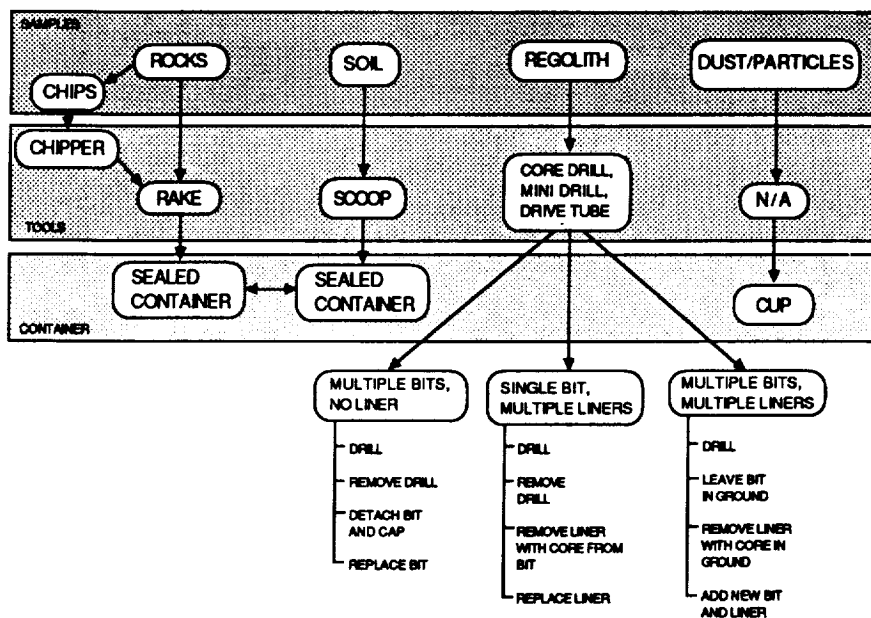 SAMPLES
ROCKS
SOIL
REGOLITH
DUST/PARTICLES
CHIPS
CHIPPER
RAKE
SCOOP
CORE DRILL,
MINI DRILL,
DRIVE TUBE
N/A
TOOLS
SEALED
CONTAINER
SEALED
CONTAINER
CUP
CONTAINER
MULTIPLE BITS,
NO LINER
DRILL
REMOVE DRILL
DETACH BIT
AND CAP
REPLACE BIT
SINGLE BIT,
MULTIPLE LINERS
DRILL
REMOVE
DRILL
REMOVE LINER
WITH CORE FROM
BIT
REPLACE LINER
MULTIPLE BITS,
MULTIPLE LINERS
DRILL
LEAVE BIT
IN GROUND
REMOVE LINER
WITH CORE IN
GROUND
ADD NEW BIT
AND LINER